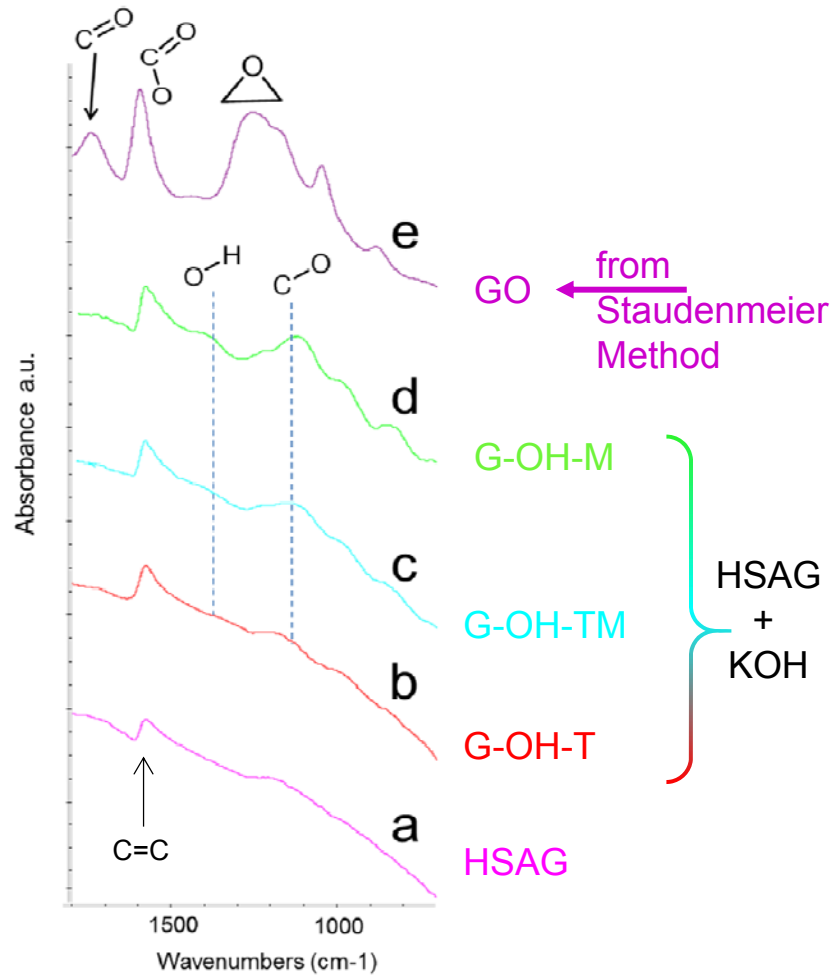 C=O
C=O
O
O
e
O-H
C-O
GO
from
Staudenmeier
Method
d
G-OH-M
c
G-OH-TM
HSAG
+
KOH
b
G-OH-T
a
C=C
HSAG
Absorbance a.u.
1500 1000
Wavenumbers (cm-1)